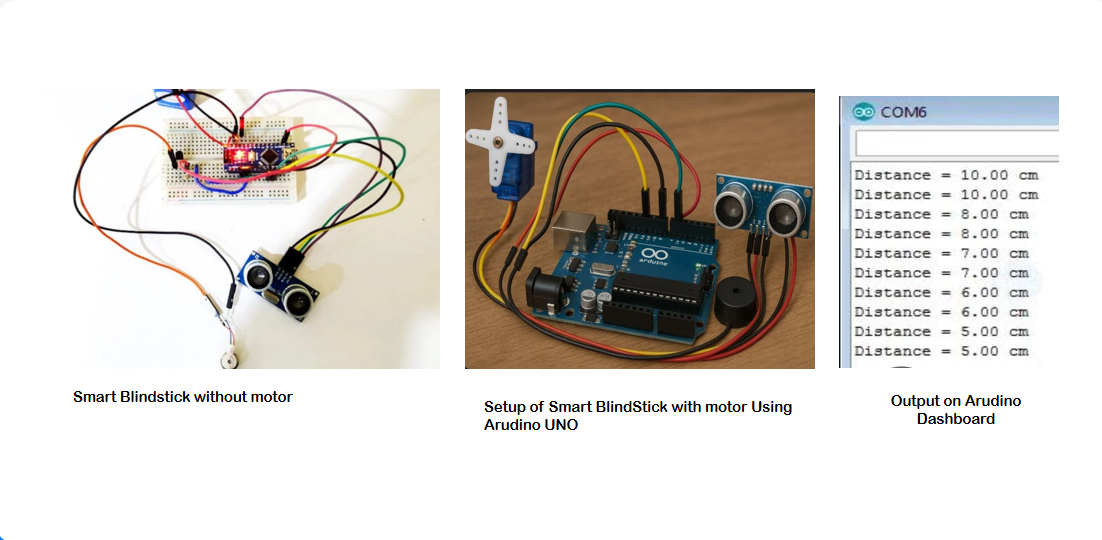 COM6
Distance = 10.00 cm
Distance = 10.00 cm
Distance = 8.00 cm
Distance = 8.00 cm
Distance = 7.00 cm
Distance = 7.00 cm
Distance = 6.00 cm
Distance = 6.00 cm
Distance = 5.00 cm
Distance = 5.00 cm
arduino
Smart Blindstick without motor
Setup of Smart BlindStick with motor Using
Arudino UNO
Output on Arudino
Dashboard